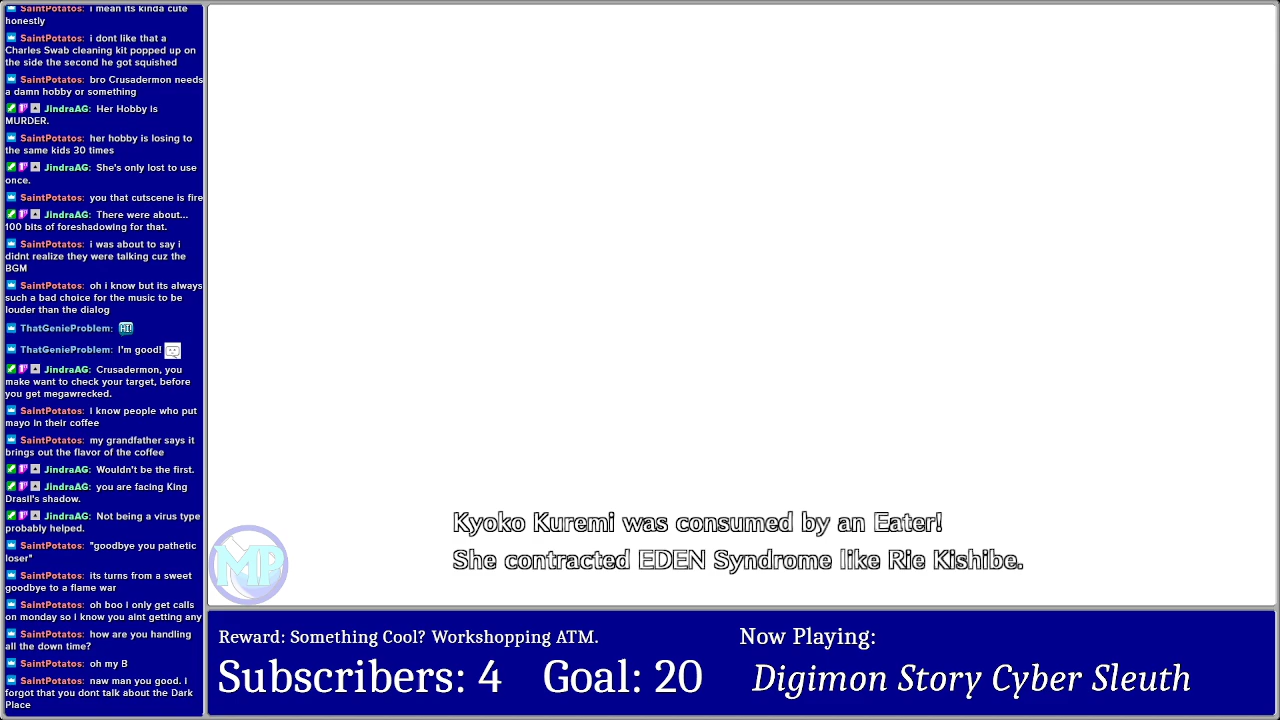 SaintPotatos: i mean its kinda cute
honestly
SaintPotatos: i dont like that a
Charles Swab cleaning kit popped up on
the side the second he got squished
SaintPotatos: bro Crusadermon needs
a damn hobby or something
JindraAG: Her Hobby is
MURDER.
SaintPotatos: her hobby is losing to
the same kids 30 times
JindraAG: She's only lost to use
once.
SaintPotatos: you that cutscene is fire
JindraAG: There were about...
100 bits of foreshadowing for that.
SaintPotatos: i was about to say i
didnt realize they were talking cuz the
BGM
SaintPotatos: oh i know but its always
such a bad choice for the music to be
louder than the dialog
ThatGenieProblem: HI
ThatGenieProblem: I'm good!
JindraAG: Crusadermon, you
make want to check your target, before
you get megawrecked.
SaintPotatos: I know people who put
mayo in their coffee
SaintPotatos: my grandfather says it
brings out the flavor of the coffee
JindraAG: Wouldn't be the first.
JindraAG: you are facing King
Drasil's shadow.
JindraAG: Not being a virus type
probably helped.
SaintPotatos: "goodbye you pathetic
loser"
SaintPotatos: its turns from a sweet
goodbye to a flame war
SaintPotatos: oh boo I only get calls
on monday so I know you aint getting any
SaintPotatos: how are you handling
all the down time?
SaintPotatos: oh my B
SaintPotatos: naw man you good. I
forgot that you dont talk about the Dark
Place
Kyoko Kuremi was consumed by an Eater!
She contracted EDEN Syndrome like Rie Kishibe.
MP
Reward: Something Cool? Workshopping ATM.
Subscribers: 4 Goal: 20
Now Playing:
Digimon Story Cyber Sleuth